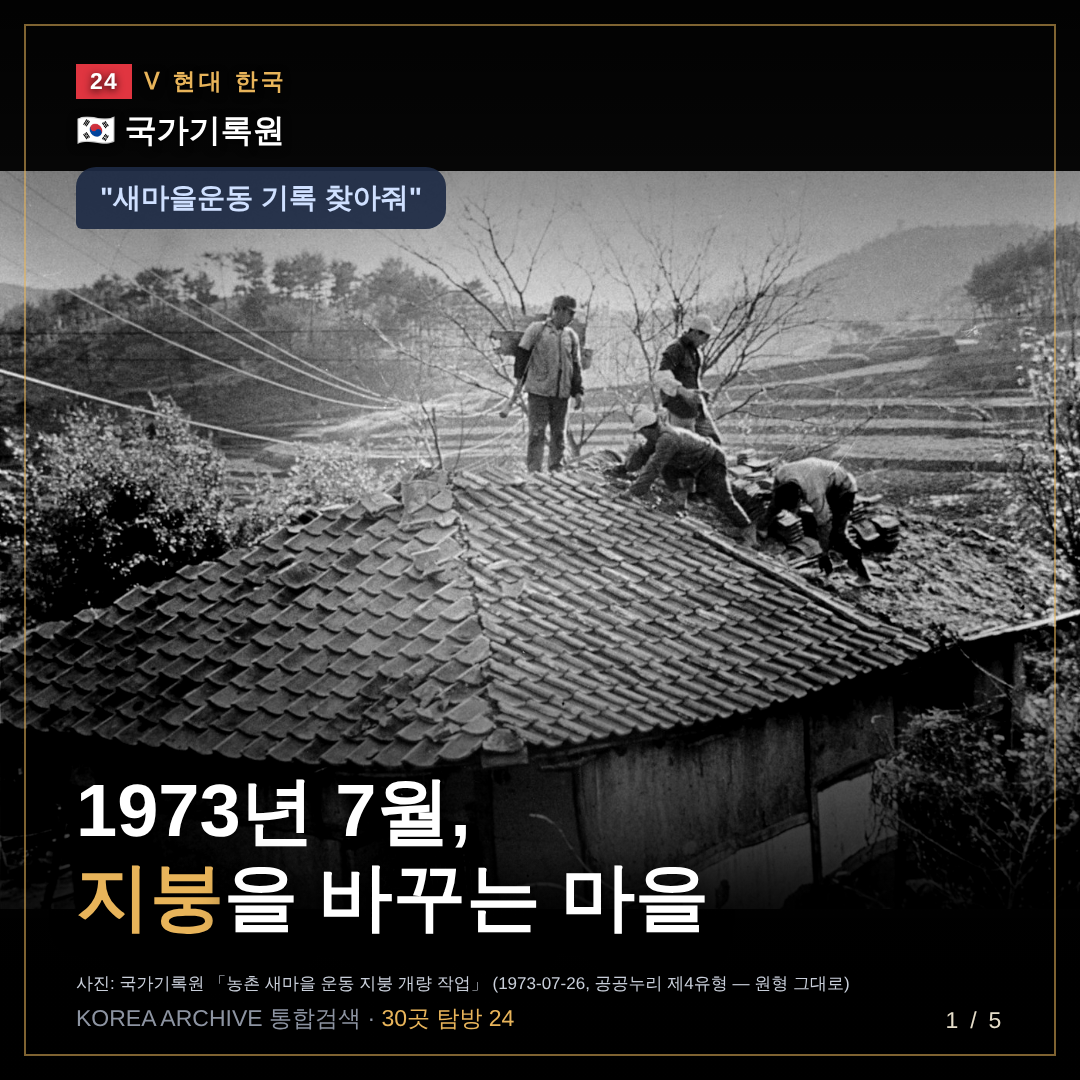 24 V 현대 한국
🇰🇷 국가기록원
"새마을운동 기록 찾아줘"
1973년 7월,
지붕을 바꾸는 마을
사진: 국가기록원 「농촌 새마을 운동 지붕 개량 작업」 (1973-07-26, 공공누리 제4유형 — 원형 그대로)
KOREA ARCHIVE 통합검색 · 30곳 탐방 24
1 / 5